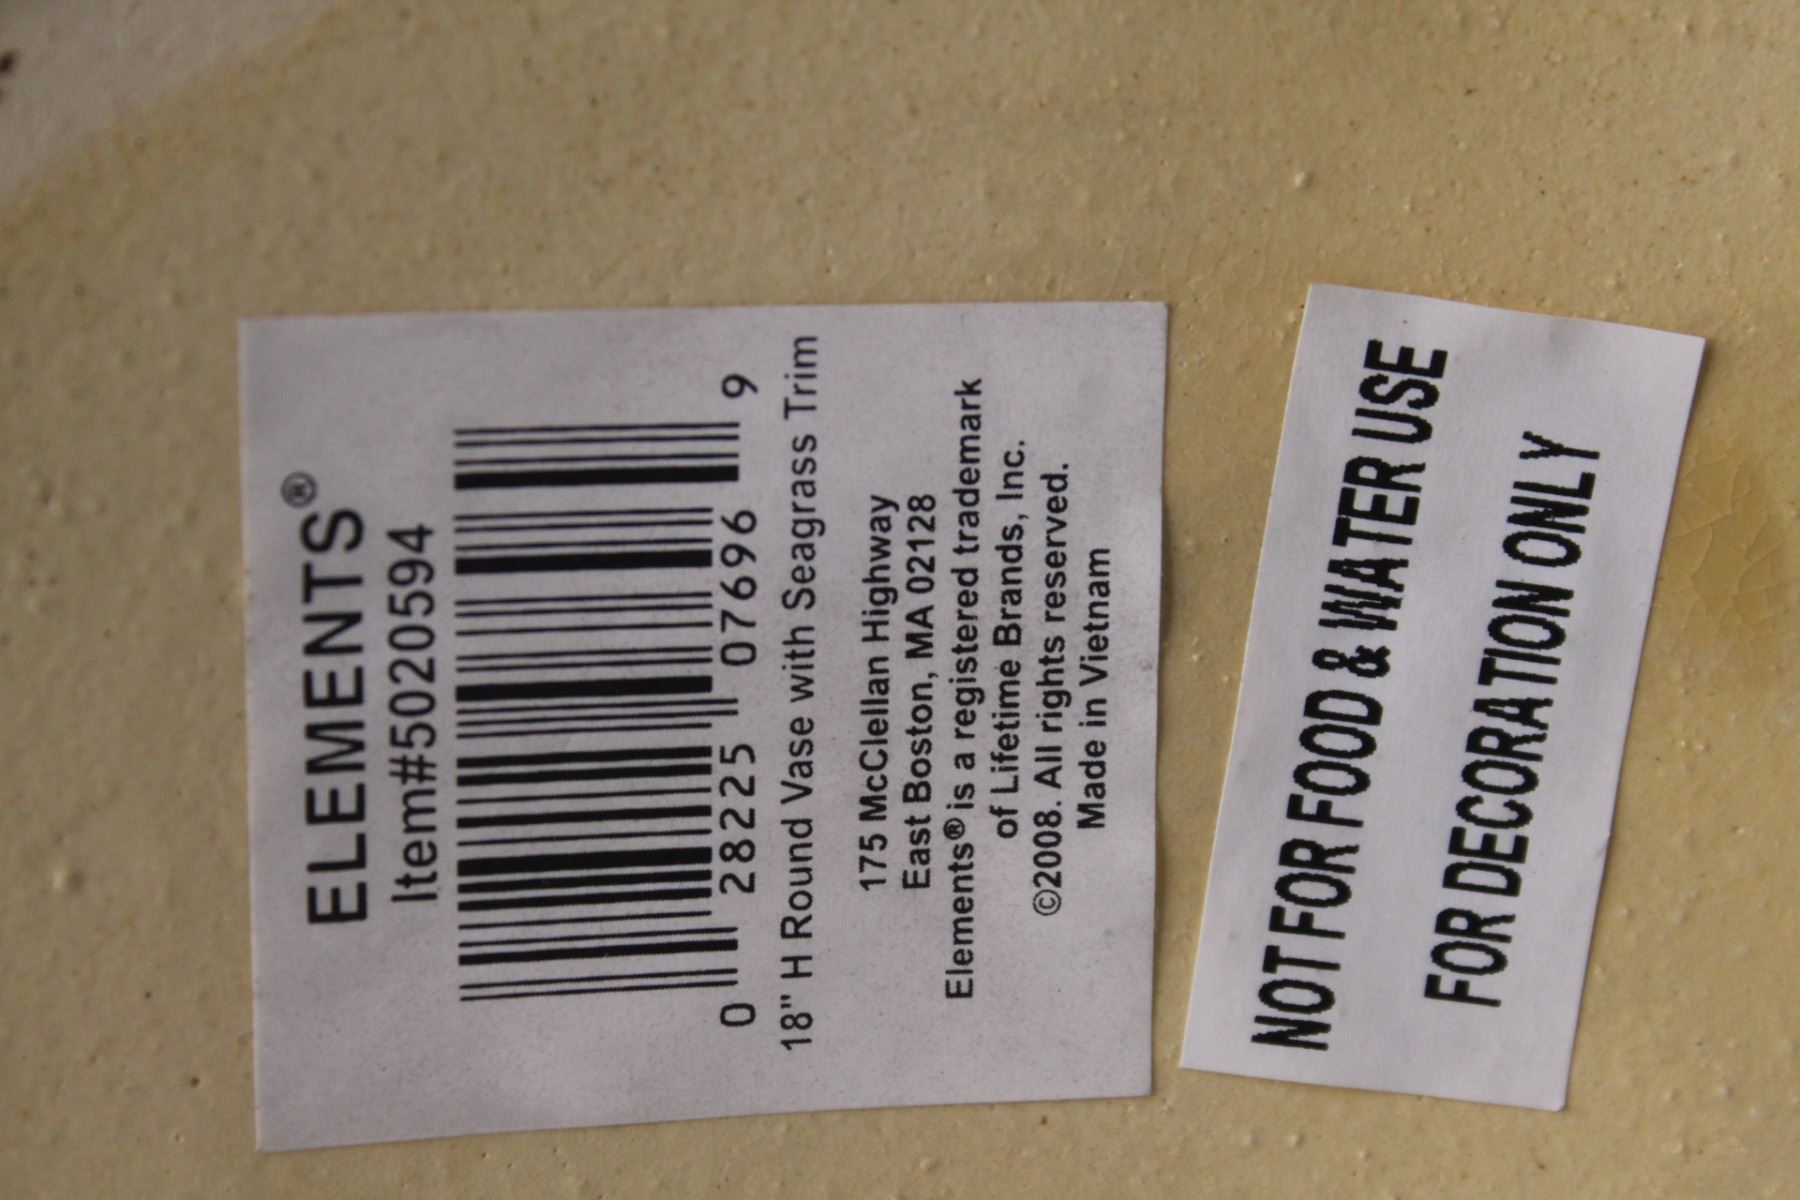 ELEMENTS®
Item#5020594
0 28225 07696 9
18" H Round Vase with Seagrass Trim
175 McClellan Highway
East Boston, MA 02128
Elements® is a registered trademark
of Lifetime Brands, Inc.
©2008. All rights reserved.
Made in Vietnam
NOT FOR FOOD & WATER USE
FOR DECORATION ONLY